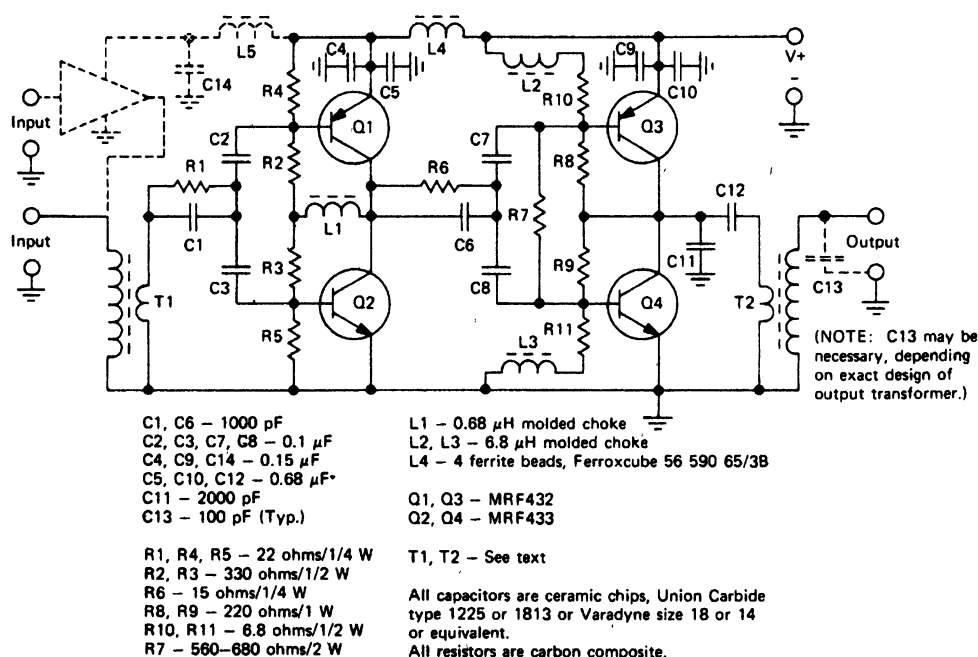 L5
C4
L4
C9
V+
-
C14
R4
C5
L2
R10
C10
Input
Q1
Q3
C2
C7
R1
R2
R6
R8
C12
R7
Input
C1
L1
C6
C11
Output
R3
R9
C3
C8
T1
Q2
Q4
T2
C13
R5
R11
L3
(NOTE: C13 may be
necessary, depending
on exact design of
output transformer.)
C1, C6 – 1000 pF
C2, C3, C7, C8 – 0.1 μF
C4, C9, C14 – 0.15 μF
C5, C10, C12 – 0.68 μF
C11 – 2000 pF
C13 – 100 pF (Typ.)
R1, R4, R5 – 22 ohms/1/4 W
R2, R3 – 330 ohms/1/2 W
R6 – 15 ohms/1/4 W
R8, R9 – 220 ohms/1 W
R10, R11 – 6.8 ohms/1/2 W
R7 – 560–680 ohms/2 W
L1 – 0.68 μH molded choke
L2, L3 – 6.8 μH molded choke
L4 – 4 ferrite beads, Ferroxcube 56 590 65/3B
Q1, Q3 – MRF432
Q2, Q4 – MRF433
T1, T2 – See text
All capacitors are ceramic chips, Union Carbide
type 1225 or 1813 or Varadyne size 18 or 14
or equivalent.
All resistors are carbon composite.